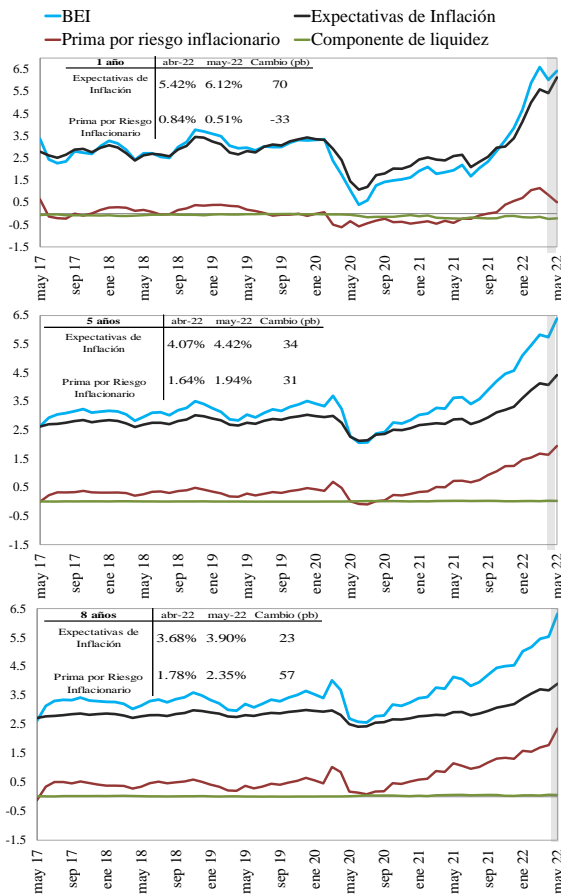 BEI
Expectativas de Inflación
Prima por riesgo inflacionario
Componente de liquidez
6.5
5.5
4.5
3.5
2.5
1.5
0.5
-0.5
-1.5
1 año abr-22 may-22 Cambio (pb)
Expectativas de
Inflación
5.42% 6.12% 70
Prima por Riesgo
Inflacionario
0.84% 0.51% -33
may 17
sep 17
ene 18
may 18
sep 18
ene 19
may 19
sep 19
ene 20
may 20
sep 20
ene 21
may 21
sep 21
ene 22
may 22
6.5
5.5
4.5
3.5
2.5
1.5
0.5
-0.5
-1.5
5 años abr-22 may-22 Cambio (pb)
Expectativas de
Inflación
4.07% 4.42% 34
Prima por Riesgo
Inflacionario
1.64% 1.94% 31
may 17
sep 17
ene 18
may 18
sep 18
ene 19
may 19
sep 19
ene 20
may 20
sep 20
ene 21
may 21
sep 21
ene 22
may 22
6.5
5.5
4.5
3.5
2.5
1.5
0.5
-0.5
-1.5
8 años abr-22 may-22 Cambio (pb)
Expectativas de
Inflación
3.68% 3.90% 23
Prima por Riesgo
Inflacionario
1.78% 2.35% 57
may 17
sep 17
ene 18
may 18
sep 18
ene 19
may 19
sep 19
ene 20
may 20
sep 20
ene 21
may 21
sep 21
ene 22
may 22